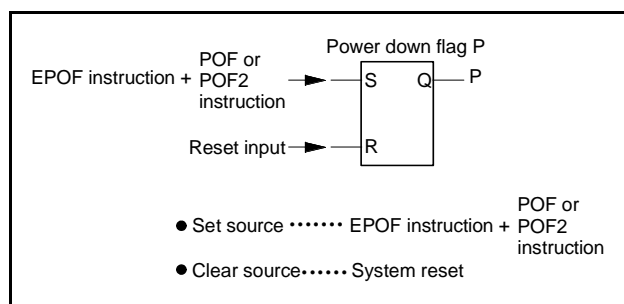 Power down flag P
EPOF instruction + POF or
POF2
instruction
S Q P
Reset input R
● Set source ······· EPOF instruction + POF or
POF2
instruction
● Clear source ······ System reset